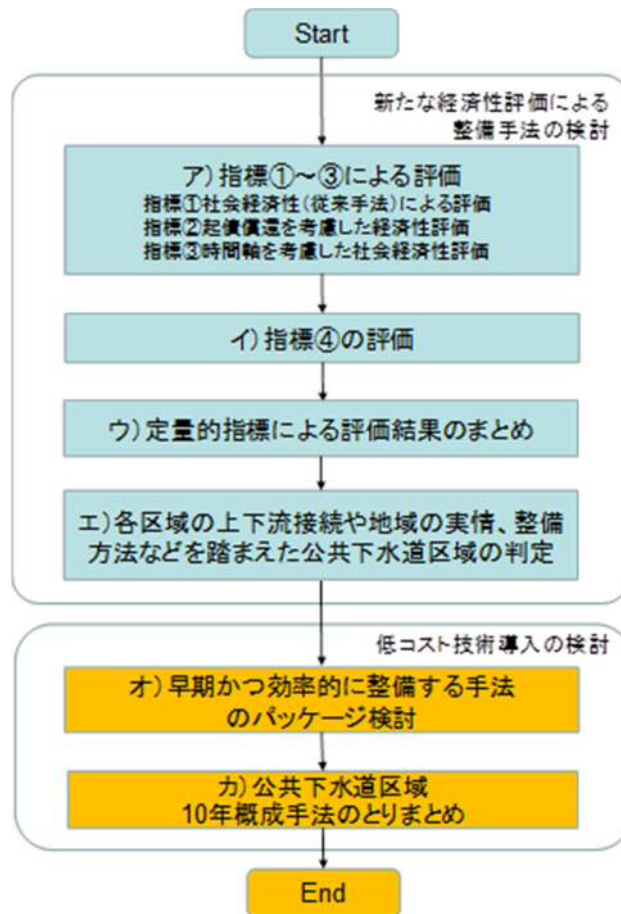 Start
新たな経済性評価による
整備手法の検討
ア）指標①～③による評価
指標①社会経済性（従来手法）による評価
指標②起債償還を考慮した経済性評価
指標③時間軸を考慮した社会経済性評価
イ）指標④の評価
ウ）定量的指標による評価結果のまとめ
エ）各区域の上下流接続や地域の実情、整備
方法などを踏まえた公共下水道区域の判定
低コスト技術導入の検討
オ）早期かつ効率的に整備する手法
のパッケージ検討
カ）公共下水道区域
10年概成手法のとりまとめ
End